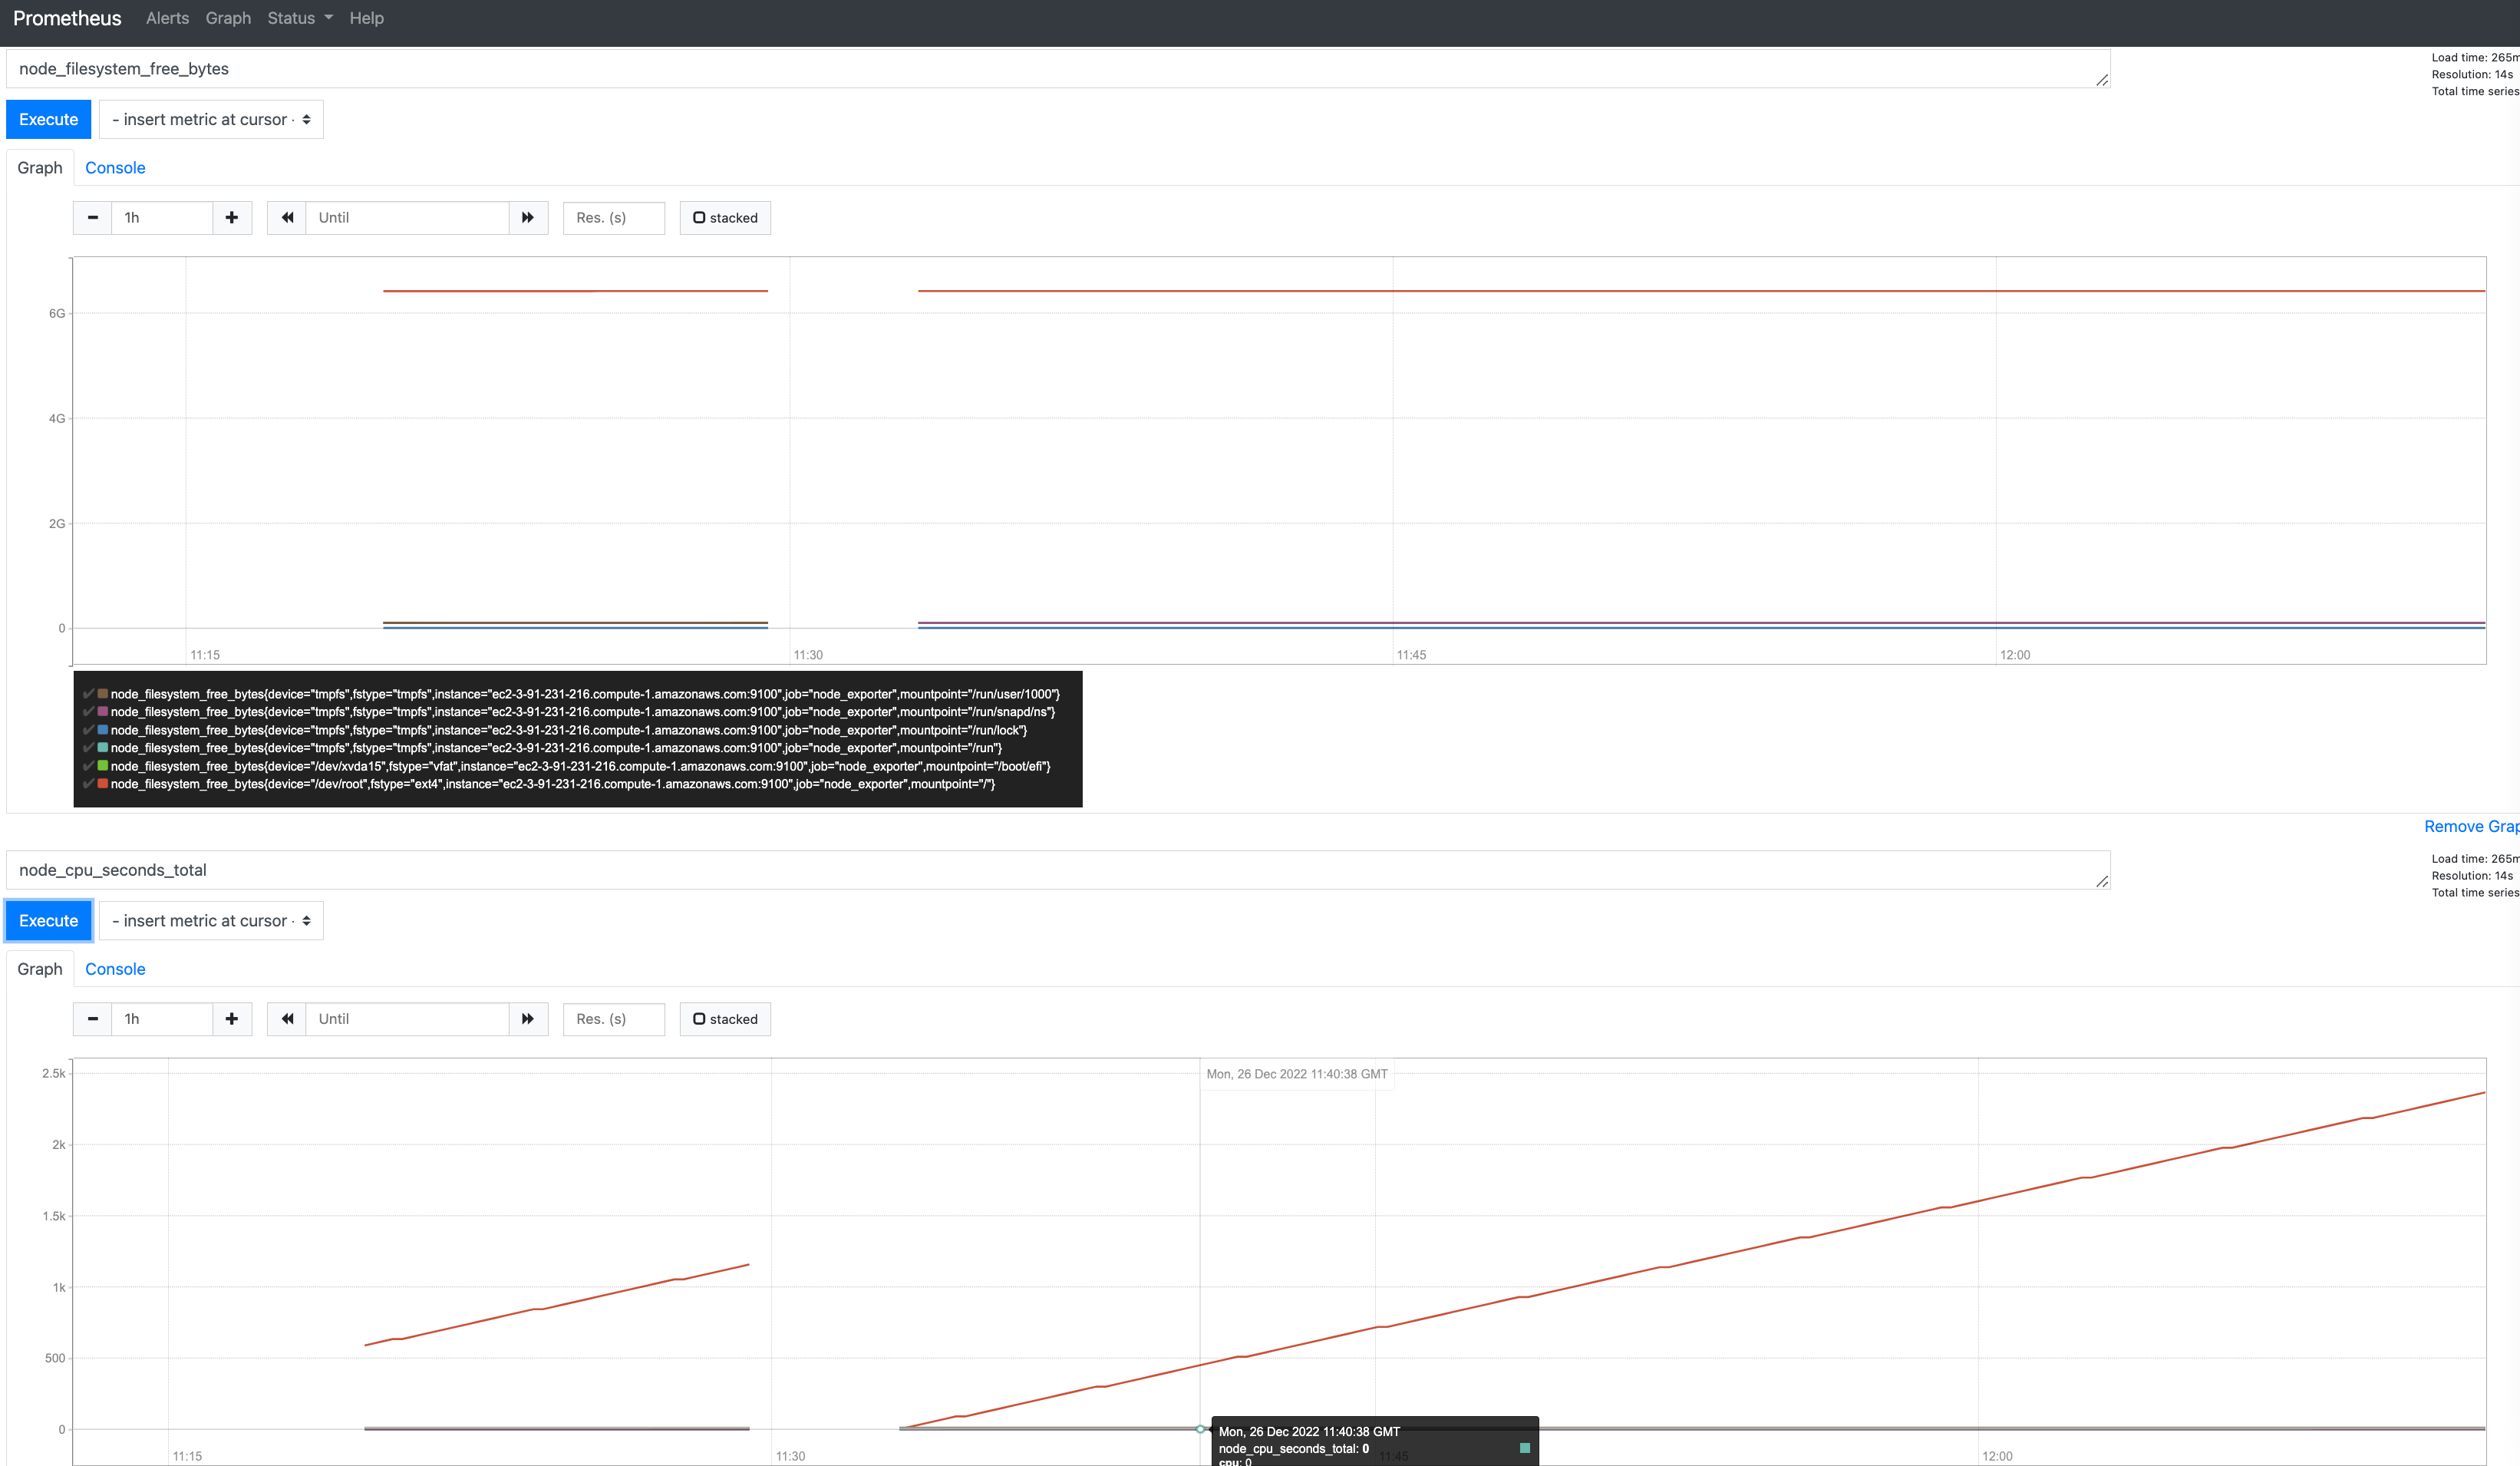 Prometheus Alerts Graph Status Help
node_filesystem_free_bytes
Load time: 265m
Resolution: 14s
Total time series
Execute - insert metric at cursor -
Graph Console
1h Until Res. (s) stacked
6G
4G
2G
0
11:15 11:30 11:45 12:00
node_filesystem_free_bytes{device="tmpfs",fstype="tmpfs",instance="ec2-3-91-231-216.compute-1.amazonaws.com:9100",job="node_exporter",mountpoint="/run/user/1000"}
node_filesystem_free_bytes{device="tmpfs",fstype="tmpfs",instance="ec2-3-91-231-216.compute-1.amazonaws.com:9100",job="node_exporter",mountpoint="/run/snapd/ns"}
node_filesystem_free_bytes{device="tmpfs",fstype="tmpfs",instance="ec2-3-91-231-216.compute-1.amazonaws.com:9100",job="node_exporter",mountpoint="/run/lock"}
node_filesystem_free_bytes{device="tmpfs",fstype="tmpfs",instance="ec2-3-91-231-216.compute-1.amazonaws.com:9100",job="node_exporter",mountpoint="/run"}
node_filesystem_free_bytes{device="/dev/xvda15",fstype="vfat",instance="ec2-3-91-231-216.compute-1.amazonaws.com:9100",job="node_exporter",mountpoint="/boot/efi"}
node_filesystem_free_bytes{device="/dev/root",fstype="ext4",instance="ec2-3-91-231-216.compute-1.amazonaws.com:9100",job="node_exporter",mountpoint="/"}
Remove Grap
node_cpu_seconds_total
Load time: 265m
Resolution: 14s
Total time series
Execute - insert metric at cursor -
Graph Console
1h Until Res. (s) stacked
2.5k
Mon, 26 Dec 2022 11:40:38 GMT
2k
1.5k
1k
500
0
Mon, 26 Dec 2022 11:40:38 GMT
node_cpu_seconds_total: 0
11:15 11:30 11:45 12:00
cpu: 0